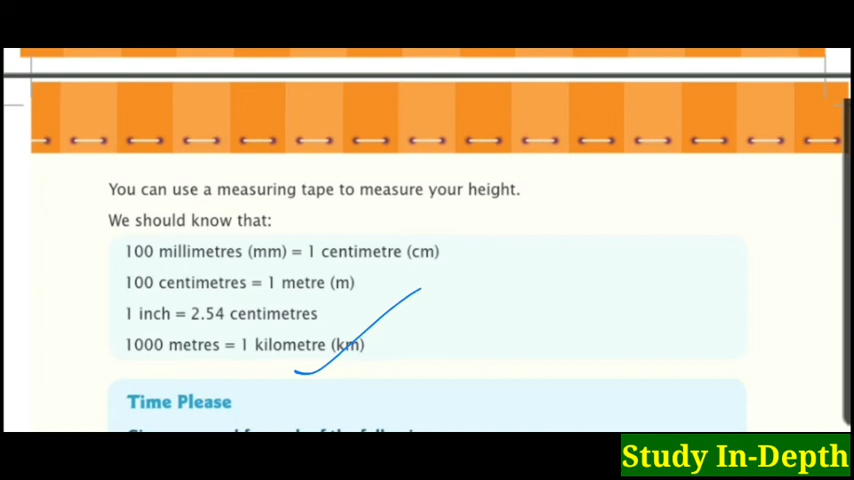 You can use a measuring tape to measure your height.
We should know that:
100 millimetres (mm) = 1 centimetre (cm)
100 centimetres = 1 metre (m)
1 inch = 2.54 centimetres
1000 metres = 1 kilometre (km)
Time Please
Study In-Depth